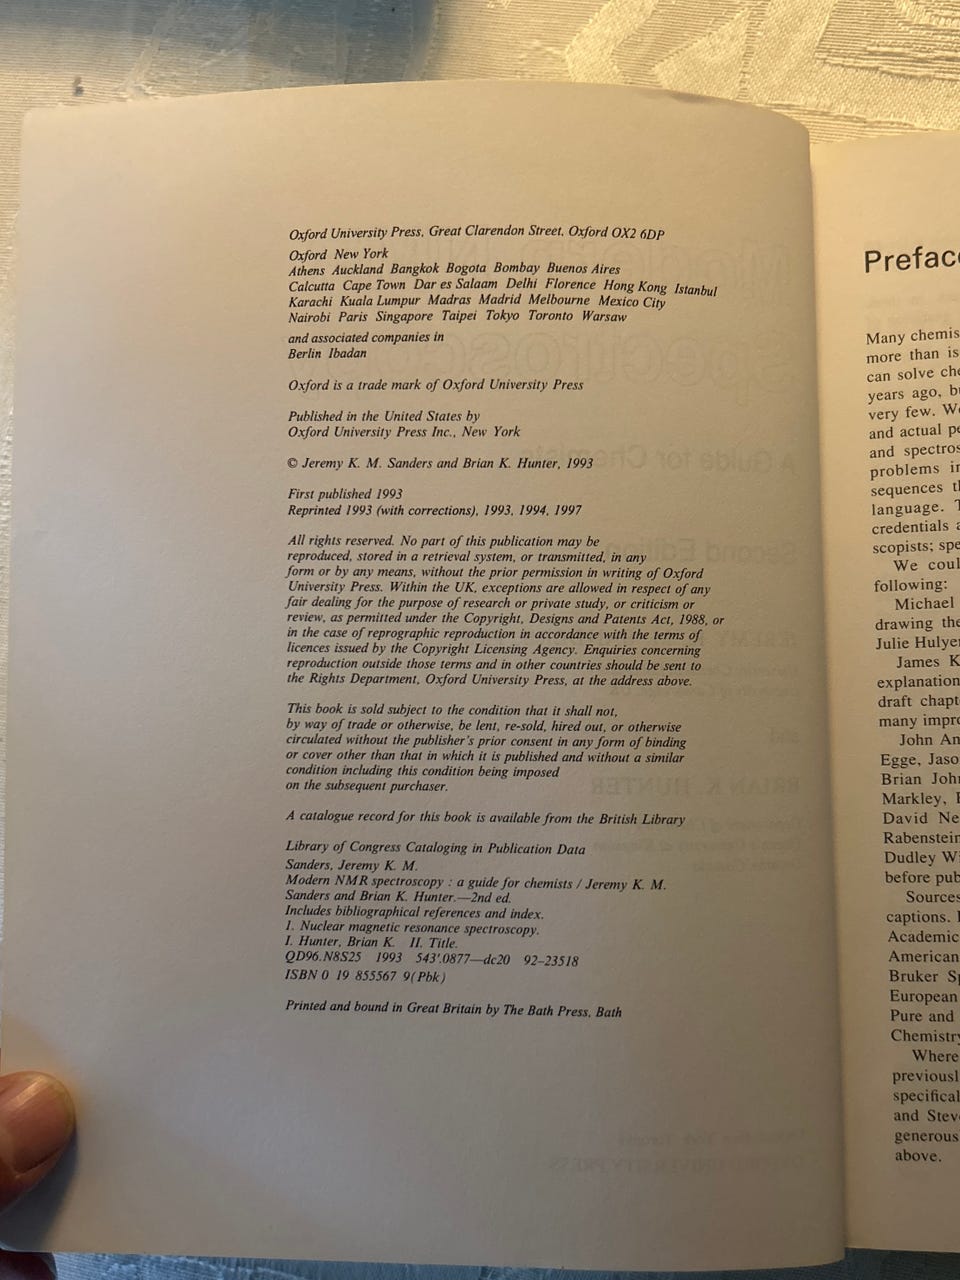 Oxford University Press, Great Clarendon Street, Oxford OX2 6DP
Oxford New York
Athens Auckland Bangkok Bogota Bombay Buenos Aires
Calcutta Cape Town Dar es Salaam Delhi Florence Hong Kong Istanbul
Karachi Kuala Lumpur Madras Madrid Melbourne Mexico City
Nairobi Paris Singapore Taipei Tokyo Toronto Warsaw
and associated companies in
Berlin Ibadan
Oxford is a trade mark of Oxford University Press
Published in the United States by
Oxford University Press Inc., New York
© Jeremy K. M. Sanders and Brian K. Hunter, 1993
First published 1993
Reprinted 1993 (with corrections), 1993, 1994, 1997
All rights reserved. No part of this publication may be
reproduced, stored in a retrieval system, or transmitted, in any
form or by any means, without the prior permission in writing of Oxford
University Press. Within the UK, exceptions are allowed in respect of any
fair dealing for the purpose of research or private study, or criticism or
review, as permitted under the Copyright, Designs and Patents Act, 1988, or
in the case of reprographic reproduction in accordance with the terms of
licences issued by the Copyright Licensing Agency. Enquiries concerning
reproduction outside those terms and in other countries should be sent to
the Rights Department, Oxford University Press, at the address above.
This book is sold subject to the condition that it shall not,
by way of trade or otherwise, be lent, re-sold, hired out, or otherwise
circulated without the publisher's prior consent in any form of binding
or cover other than that in which it is published and without a similar
condition including this condition being imposed
on the subsequent purchaser.
A catalogue record for this book is available from the British Library
Library of Congress Cataloging in Publication Data
Sanders, Jeremy K. M.
Modern NMR spectroscopy : a guide for chemists / Jeremy K. M.
Sanders and Brian K. Hunter.—2nd ed.
Includes bibliographical references and index.
1. Nuclear magnetic resonance spectroscopy.
I. Hunter, Brian K. II. Title.
QD96.N8S25 1993 543'.0877—dc20 92–23518
ISBN 0 19 855567 9(Pbk)
Printed and bound in Great Britain by The Bath Press, Bath
Prefac
Many chemis
more than is
can solve che
years ago, b
very few. W
and actual pe
and spectros
problems in
sequences t
language. T
credentials a
scopists; spe
We coul
following:
Michael
drawing the
Julie Hulye
James K
explanation
draft chapt
many impro
John An
Egge, Jaso
Brian Joh
Markley,
David Ne
Rabenstein
Dudley Wi
before pub
Sources
captions.
Academic
American
Bruker Sp
European
Pure and
Chemistry
Where
previousl
specifical
and Stev
generous
above.